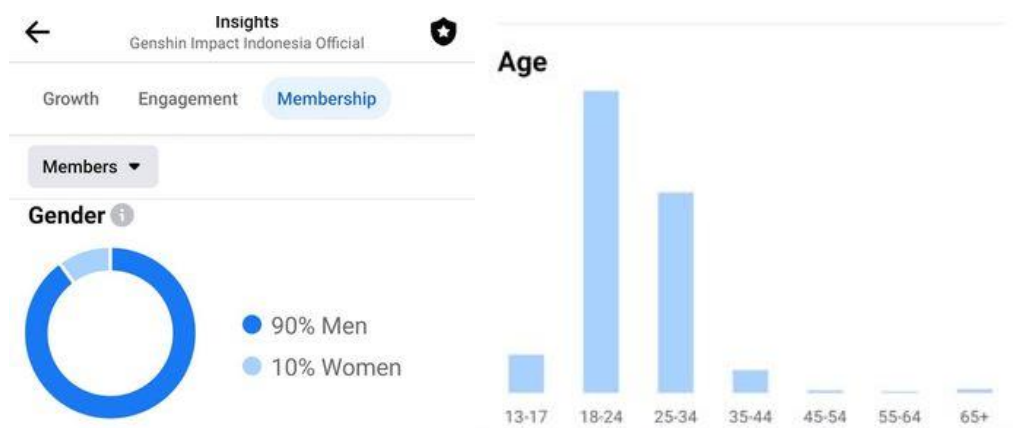 Insights
Genshin Impact Indonesia Official
Growth Engagement Membership
Members
Gender
90% Men
10% Women
Age
13-17 18-24 25-34 35-44 45-54 55-64 65+